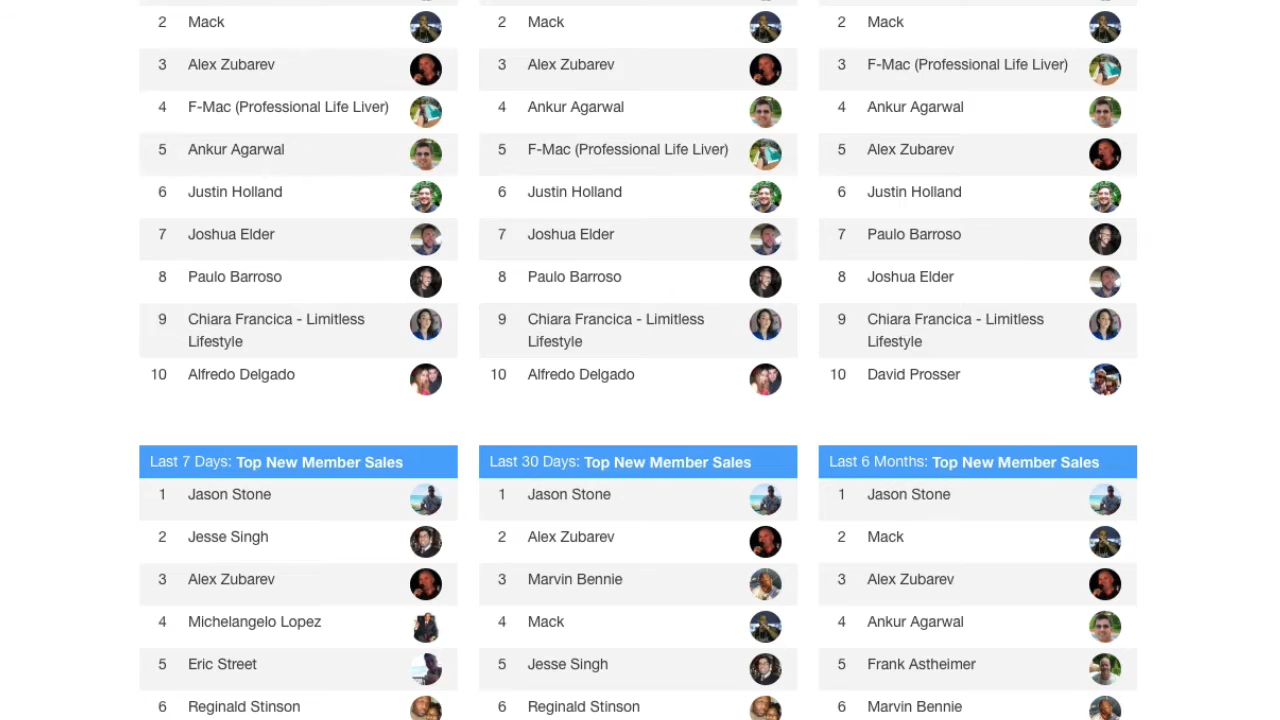 2 Mack
3 Alex Zubarev
4 F-Mac (Professional Life Liver)
5 Ankur Agarwal
6 Justin Holland
7 Joshua Elder
8 Paulo Barroso
9 Chiara Francica - Limitless
Lifestyle
10 Alfredo Delgado
2 Mack
3 Alex Zubarev
4 Ankur Agarwal
5 F-Mac (Professional Life Liver)
6 Justin Holland
7 Joshua Elder
8 Paulo Barroso
9 Chiara Francica - Limitless
Lifestyle
10 Alfredo Delgado
2 Mack
3 F-Mac (Professional Life Liver)
4 Ankur Agarwal
5 Alex Zubarev
6 Justin Holland
7 Paulo Barroso
8 Joshua Elder
9 Chiara Francica - Limitless
Lifestyle
10 David Prosser
Last 7 Days: Top New Member Sales
1 Jason Stone
2 Jesse Singh
3 Alex Zubarev
4 Michelangelo Lopez
5 Eric Street
6 Reginald Stinson
Last 30 Days: Top New Member Sales
1 Jason Stone
2 Alex Zubarev
3 Marvin Bennie
4 Mack
5 Jesse Singh
6 Reginald Stinson
Last 6 Months: Top New Member Sales
1 Jason Stone
2 Mack
3 Alex Zubarev
4 Ankur Agarwal
5 Frank Astheimer
6 Marvin Bennie